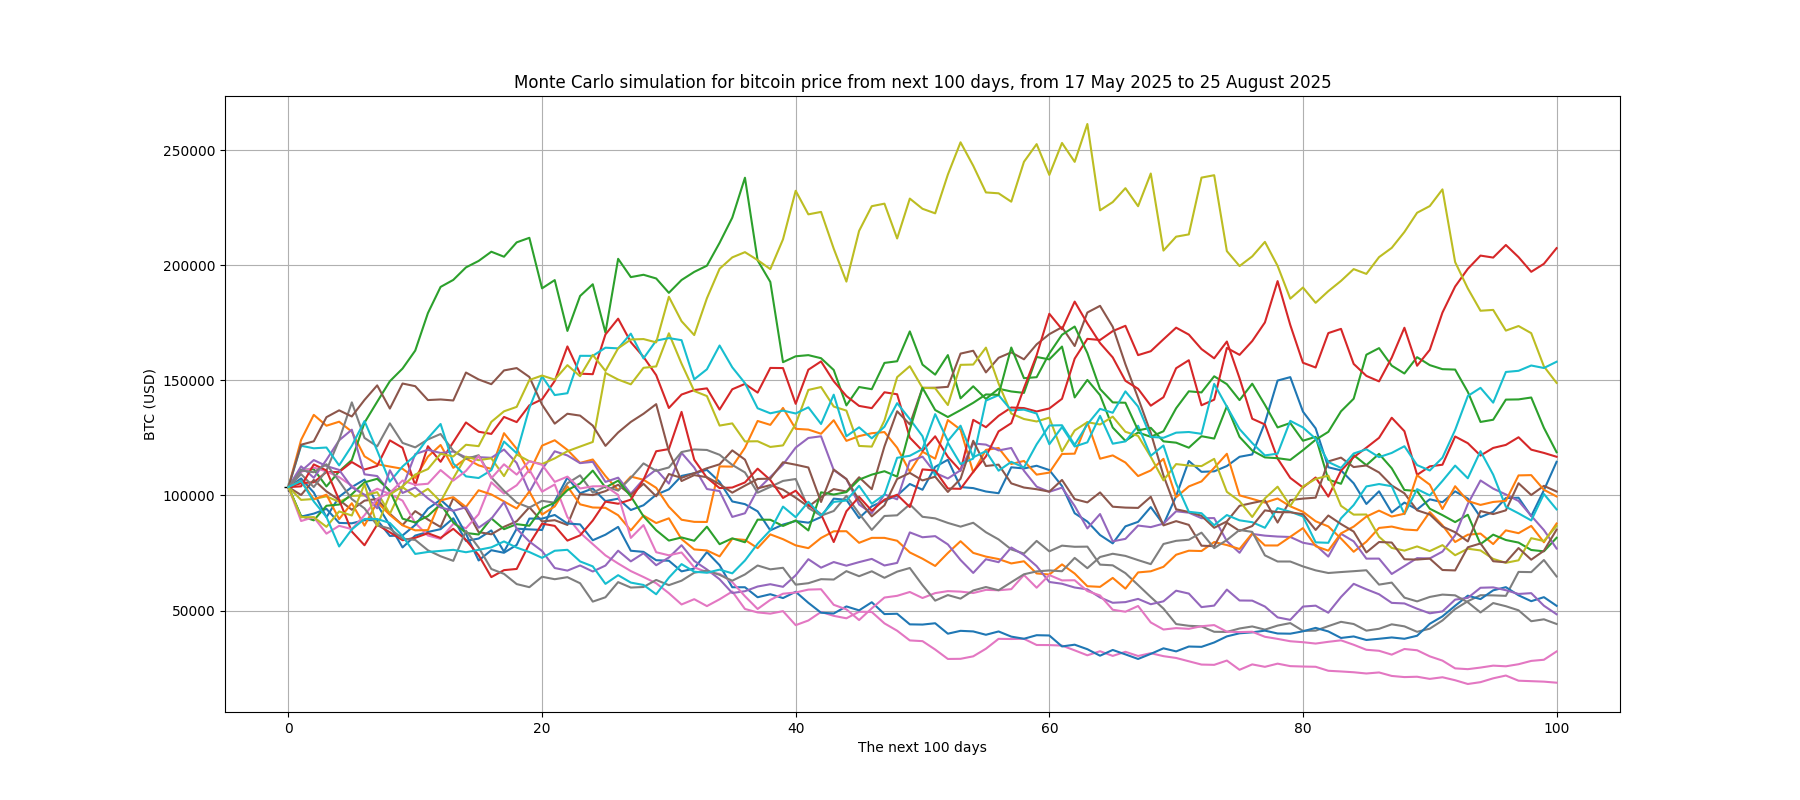 Monte Carlo simulation for bitcoin price from next 100 days, from 17 May 2025 to 25 August 2025
250000
200000
150000
100000
50000
BTC (USD)
0 20 40 60 80 100
The next 100 days